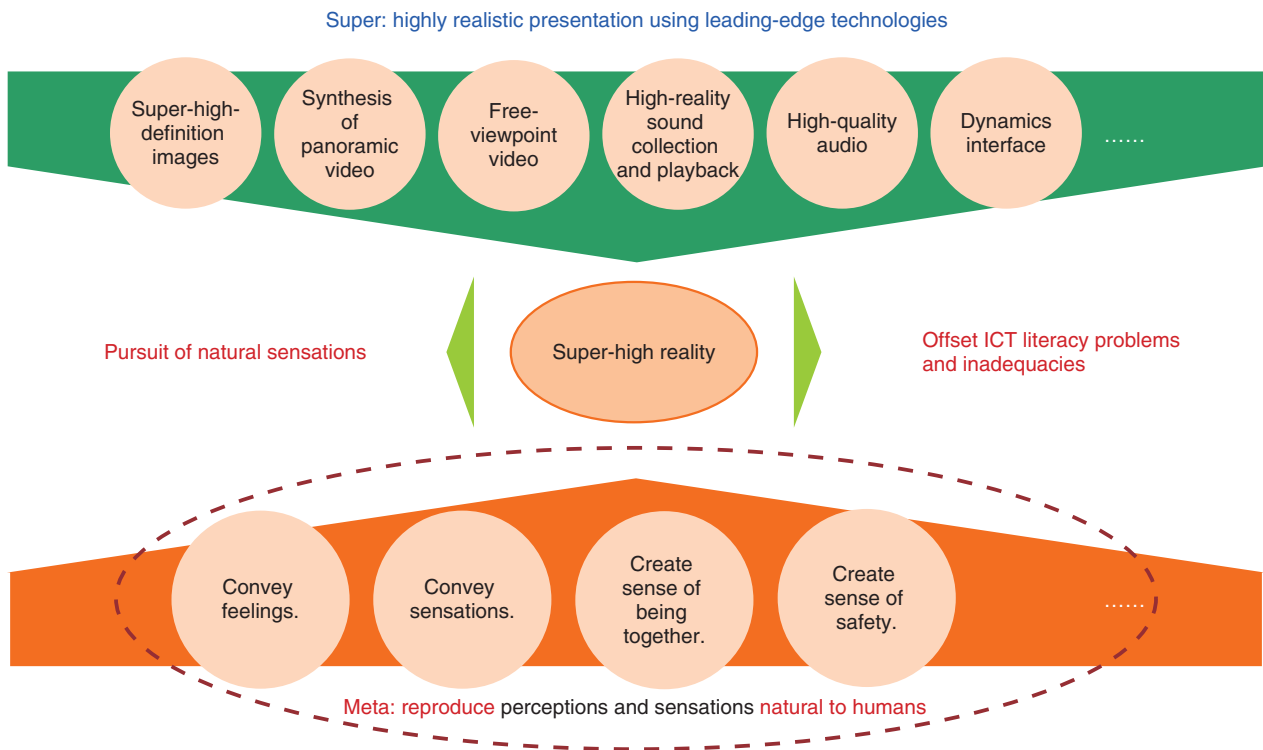 Super: highly realistic presentation using leading-edge technologies
Super-high-
definition
images
Synthesis
of
panoramic
video
Free-
viewpoint
video
High-reality
sound
collection
and playback
High-quality
audio
Dynamics
interface
......
Pursuit of natural sensations
Super-high reality
Offset ICT literacy problems
and inadequacies
Convey
feelings.
Convey
sensations.
Create
sense of
being
together.
Create
sense of
safety.
......
Meta: reproduce perceptions and sensations natural to humans